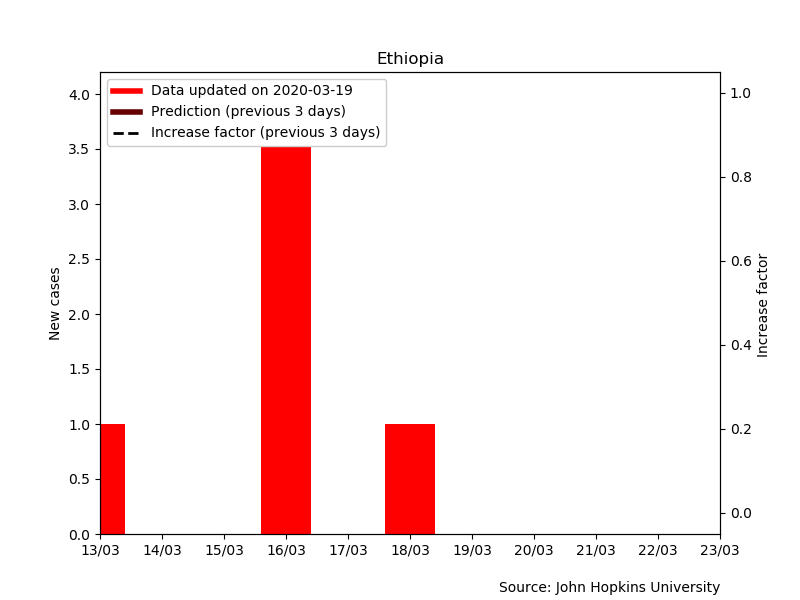 Ethiopia
Data updated on 2020-03-19
Prediction (previous 3 days)
Increase factor (previous 3 days)
New cases
4.0
3.5
3.0
2.5
2.0
1.5
1.0
0.5
0.0
1.0
0.8
0.6
0.4
0.2
0.0
Increase factor
13/03 14/03 15/03 16/03 17/03 18/03 19/03 20/03 21/03 22/03 23/03
Source: John Hopkins University